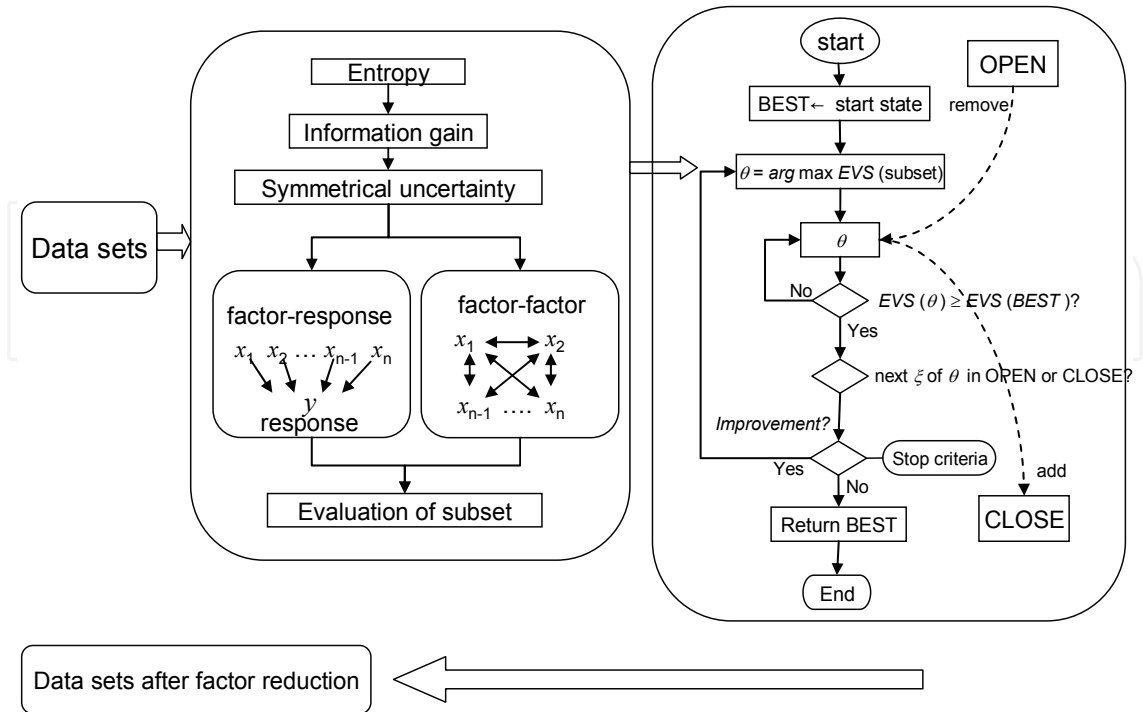 Data sets
Entropy
Information gain
Symmetrical uncertainty
factor-response
x1 x2 … xn-1 xn
y
response
factor-factor
x1 x2
xn-1 …. xn
Evaluation of subset
start
OPEN
remove
BEST← start state
θ = arg max EVS (subset)
θ
No
EVS (θ) ≥ EVS (BEST )?
Yes
next ξ of θ in OPEN or CLOSE?
Improvement?
Yes
Stop criteria
No
add
CLOSE
Return BEST
End
Data sets after factor reduction